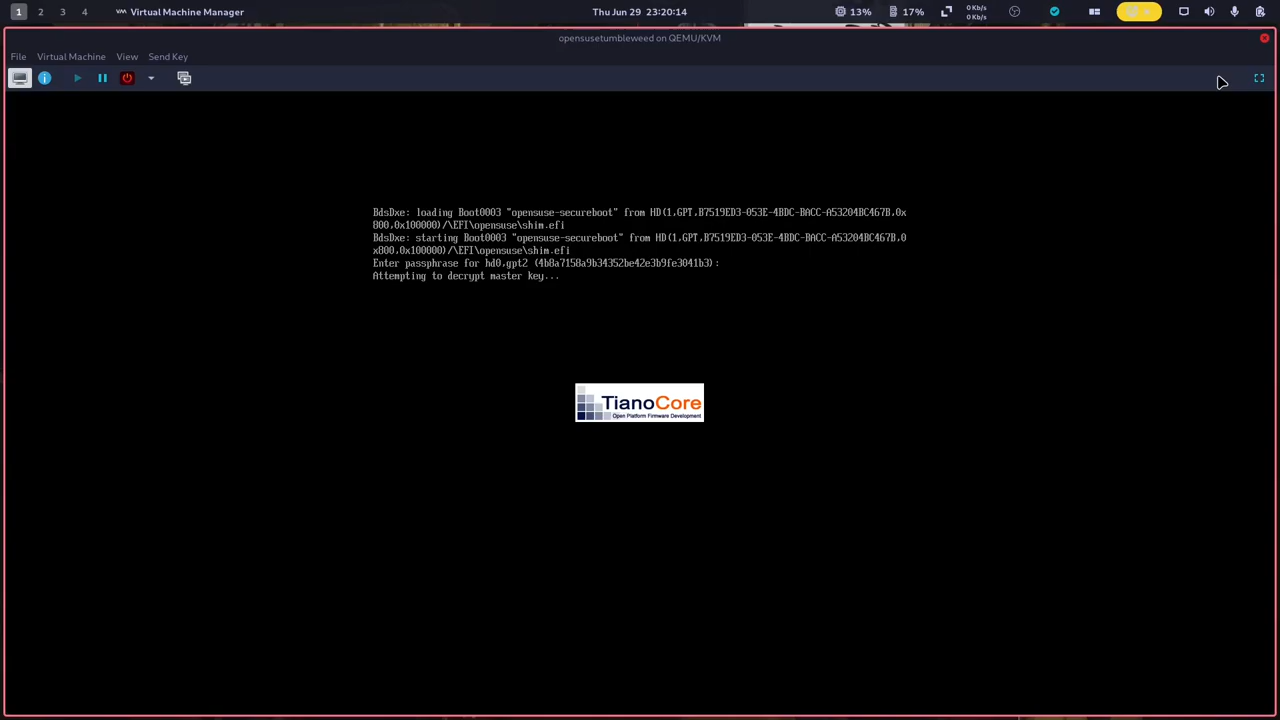 1 2 3 4 Virtual Machine Manager Thu Jun 29 23:20:14 13% 17% 0 Kb/s
0 Kb/s
opensusetumbleweed on QEMU/KVM
File Virtual Machine View Send Key
BdsDxe: loading Boot0003 "opensuse-secureboot" from HD(1,GPT,B7519ED3-053E-4BDC-BACC-A53204BC467B,0x
800,0x100000)/\EFI\opensuse\shim.efi
BdsDxe: starting Boot0003 "opensuse-secureboot" from HD(1,GPT,B7519ED3-053E-4BDC-BACC-A53204BC467B,0
x800,0x100000)/\EFI\opensuse\shim.efi
Enter passphrase for hd0,gpt2 (4b8a7158a9b34352be42e3b9fe3041b3):
Attempting to decrypt master key...
TianoCore
Open Platform Firmware Development